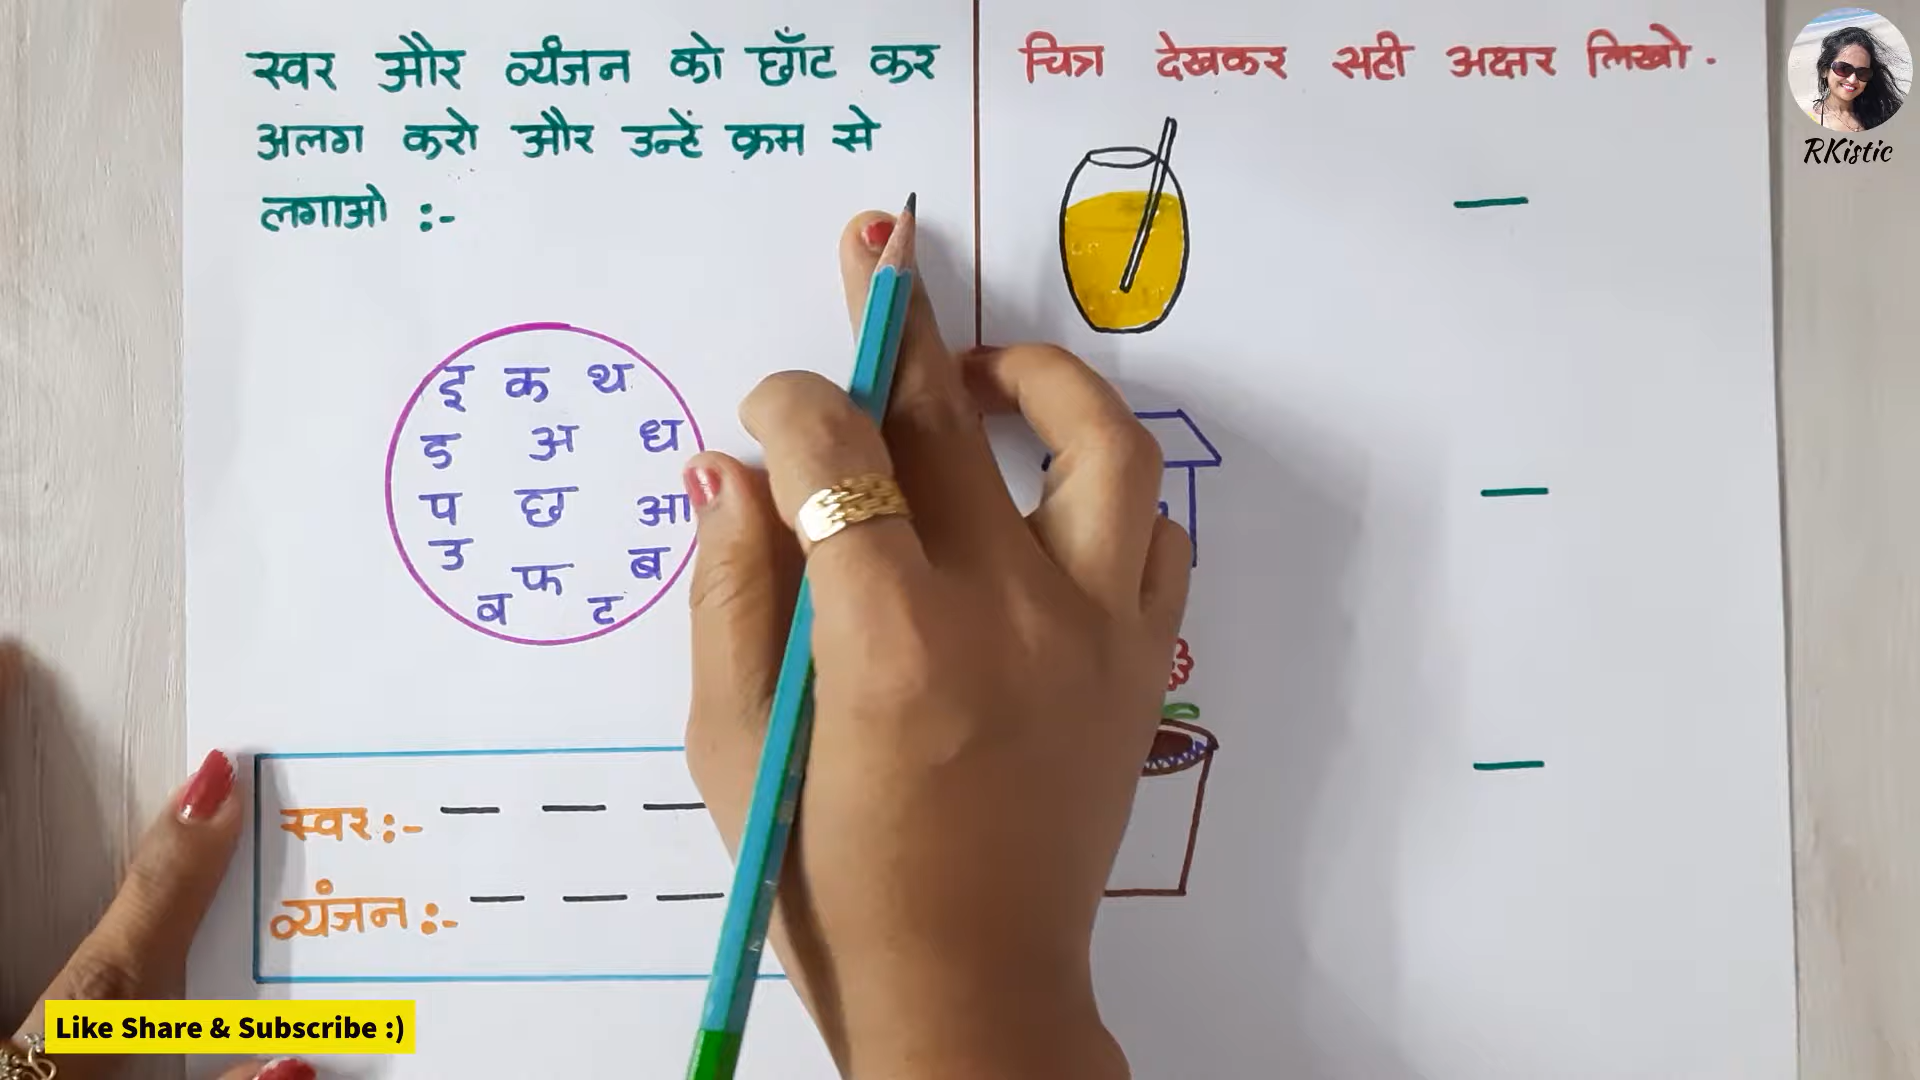 स्वर और व्यंजन को छाँट कर
अलग करो और उन्हें क्रम से
लगाओ :-
इ क थ
ड अ ध
प छ आ
उ फ ब
व ट
स्वर :-
व्यंजन :-
चित्र देखकर सही अक्षर लिखो .
RKistic
Like Share & Subscribe :)